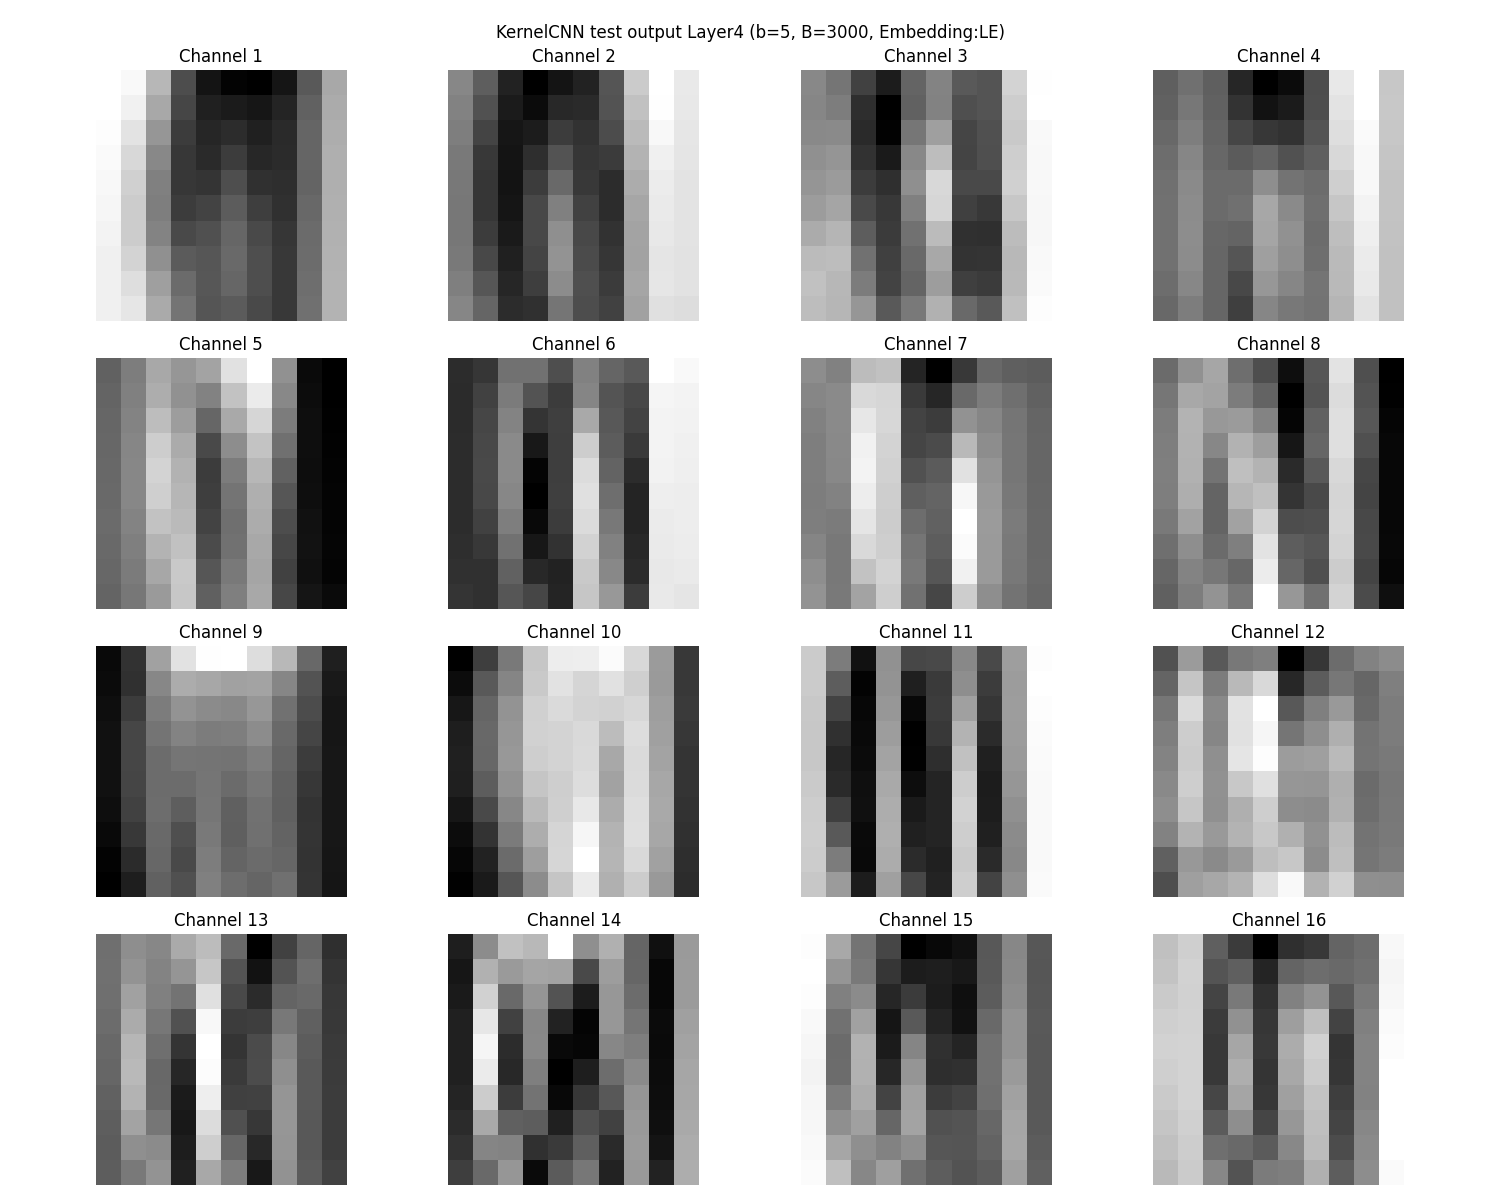 KernelCNN test output Layer4 (b=5, B=3000, Embedding:LE)
Channel 1
Channel 2
Channel 3
Channel 4
Channel 5
Channel 6
Channel 7
Channel 8
Channel 9
Channel 10
Channel 11
Channel 12
Channel 13
Channel 14
Channel 15
Channel 16